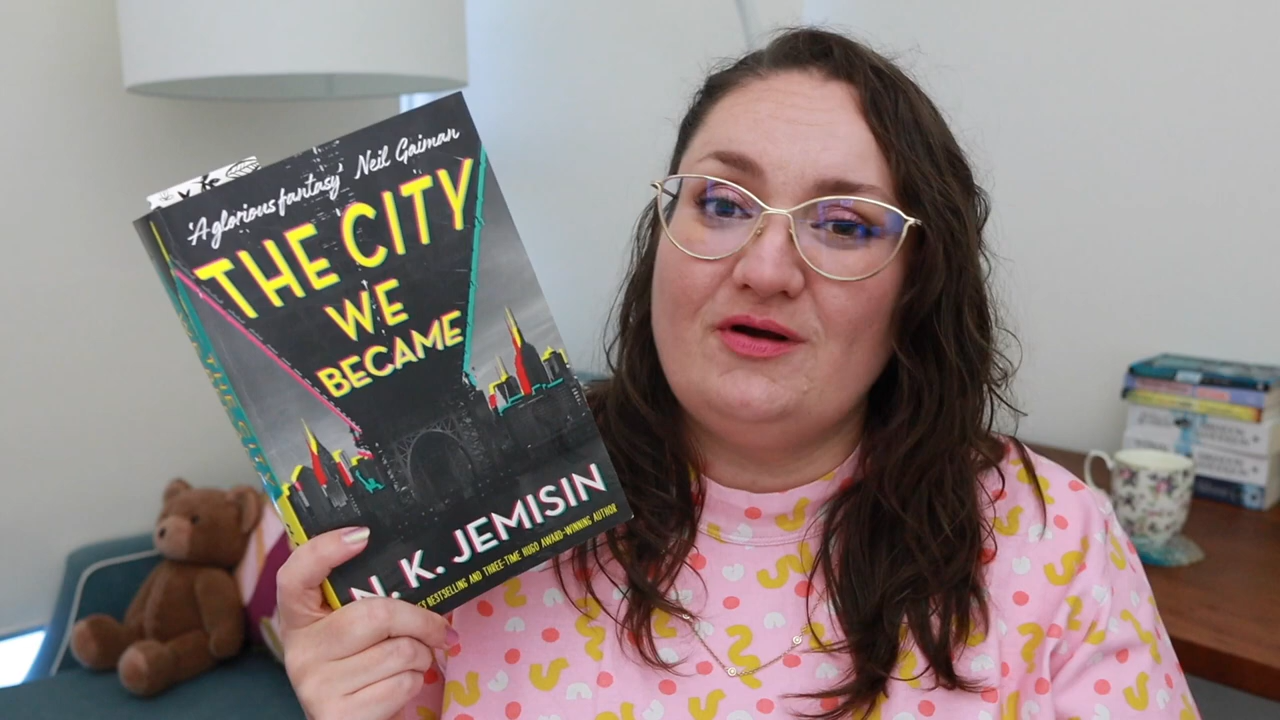 'A glorious fantasy' Neil Gaiman
THE CITY
WE
BECAME
N. K. JEMISIN
BESTSELLING AND THREE-TIME HUGO AWARD-WINNING AUTHOR